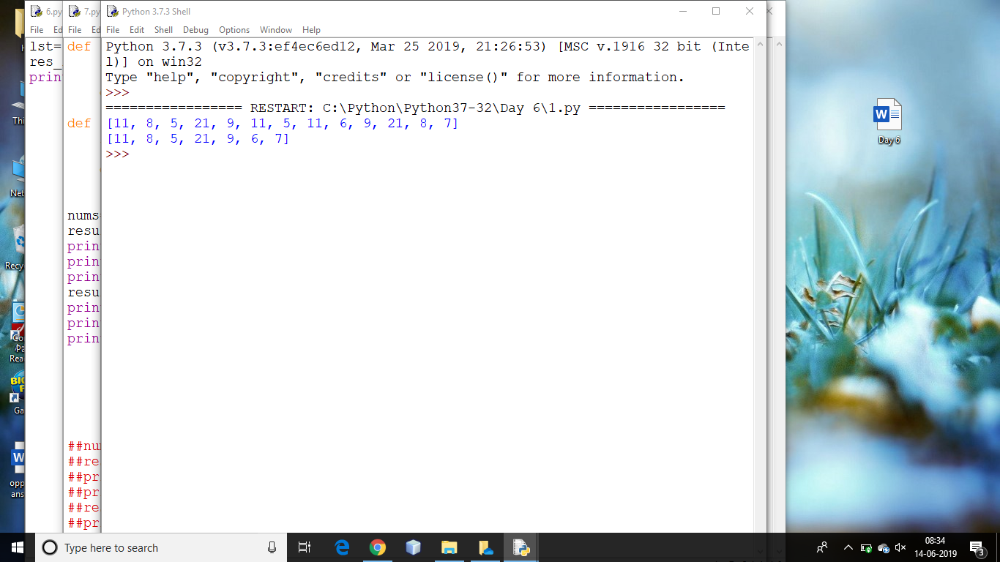 6.py
7.py
Python 3.7.3 Shell
File Ed
File Ed
File Edit Shell Debug Options Window Help
lst=
res_
prin
def
def
nums
resu
prin
prin
prin
resu
prin
prin
prin
##nu
##re
##pr
##pr
##re
##pr
Python 3.7.3 (v3.7.3:ef4ec6ed12, Mar 25 2019, 21:26:53) [MSC v.1916 32 bit (Inte
l)] on win32
Type "help", "copyright", "credits" or "license()" for more information.
>>>
================= RESTART: C:\Python\Python37-32\Day 6\1.py =================
[11, 8, 5, 21, 9, 11, 5, 11, 6, 9, 21, 8, 7]
[11, 8, 5, 21, 9, 6, 7]
>>>
Day 6
Thi
Net
Recy
Co
Pa
Rea
BIG
F
Ga
W
opp
ans
Type here to search
08:34
14-06-2019
3